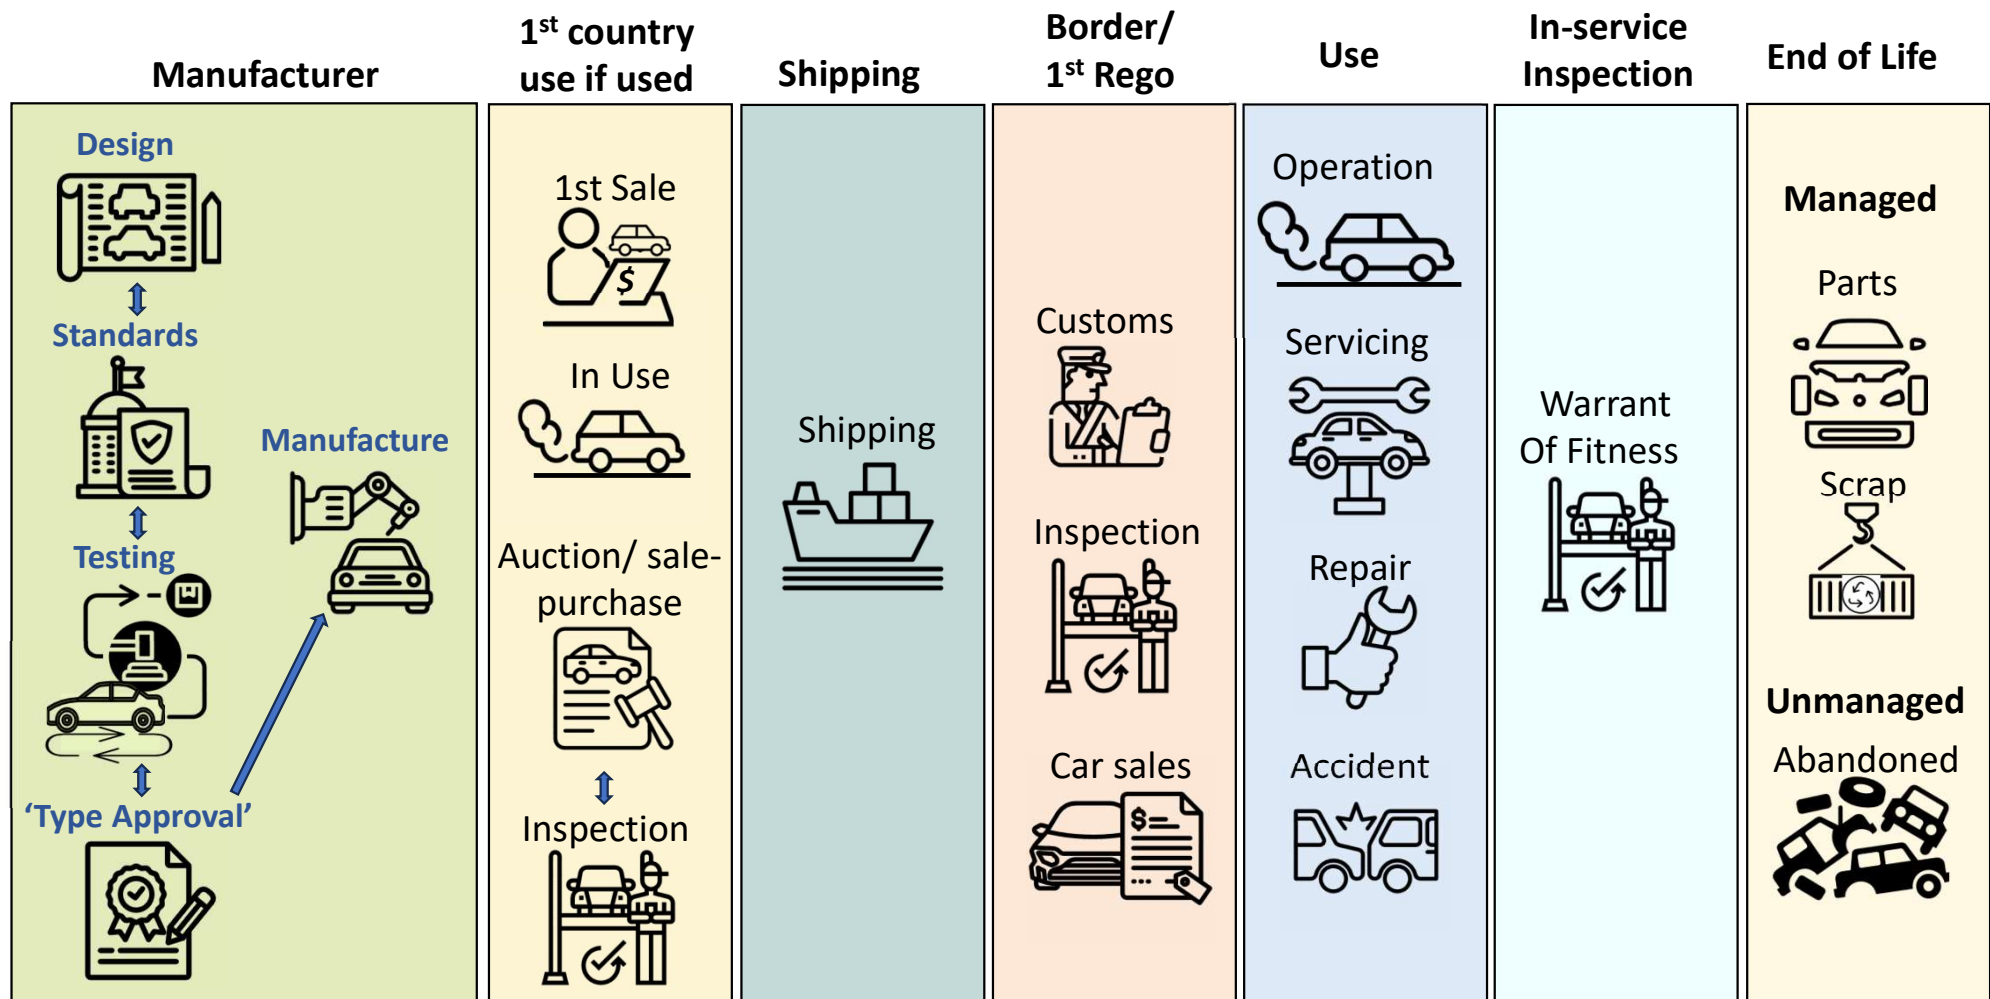 Manufacturer
1st country
use if used
Shipping
Border/
1st Rego
Use
In-service
Inspection
End of Life
Design
Standards
Testing
‘Type Approval’
Manufacture
1st Sale
$
In Use
Auction/ sale-
purchase
Inspection
Shipping
Customs
Inspection
Car sales
$
Operation
Servicing
Repair
Accident
Warrant
Of Fitness
Managed
Parts
Scrap
Unmanaged
Abandoned